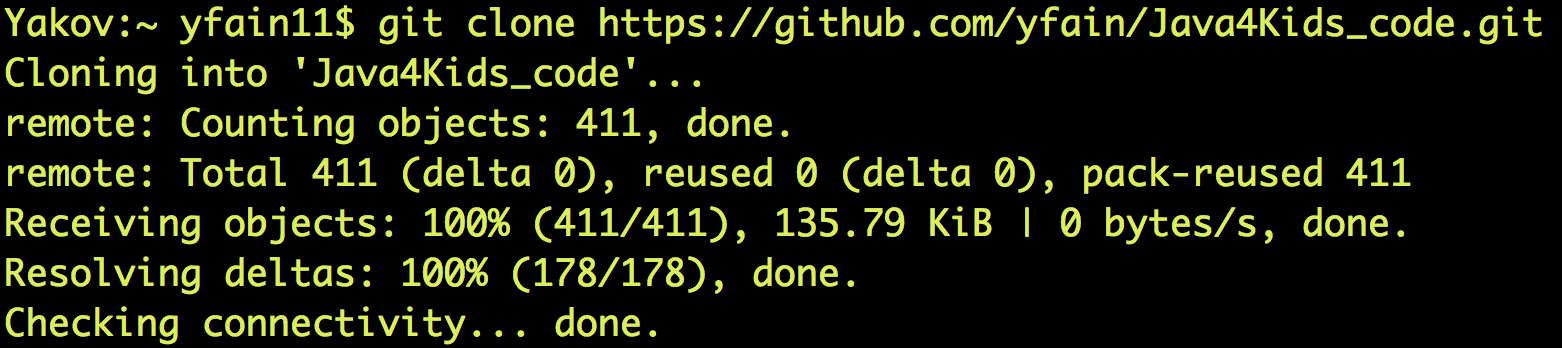 Yakov:~ yfain11$ git clone https://github.com/yfain/Java4Kids_code.git
Cloning into 'Java4Kids_code'...
remote: Counting objects: 411, done.
remote: Total 411 (delta 0), reused 0 (delta 0), pack-reused 411
Receiving objects: 100% (411/411), 135.79 KiB | 0 bytes/s, done.
Resolving deltas: 100% (178/178), done.
Checking connectivity... done.